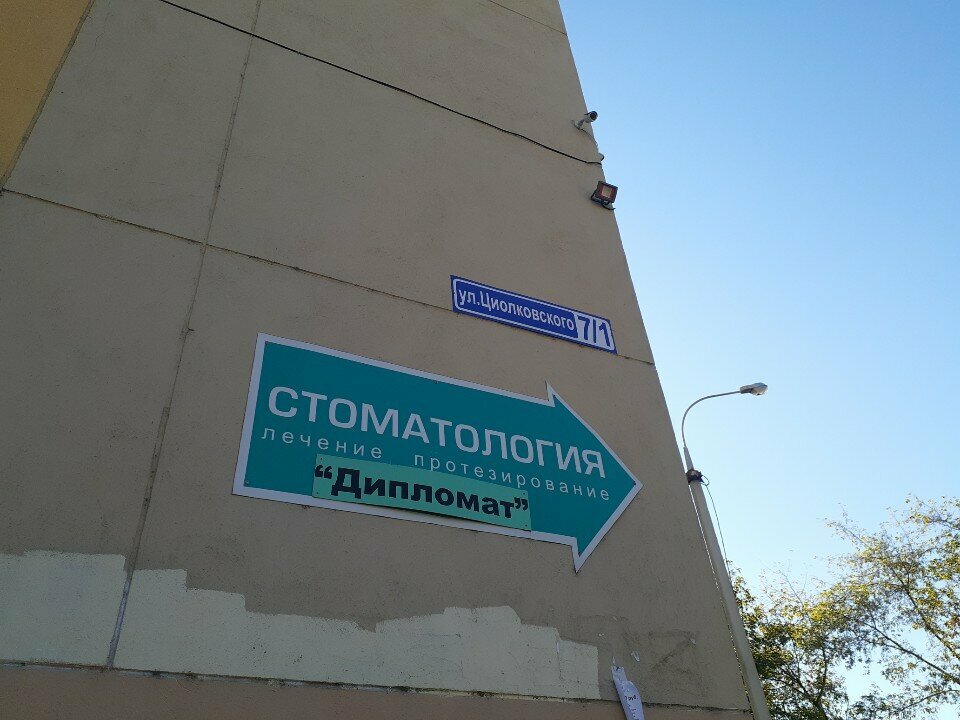 ул.Циолковского 7/1
СТОМАТОЛОГИЯ
лечение протезирование
“Дипломат”